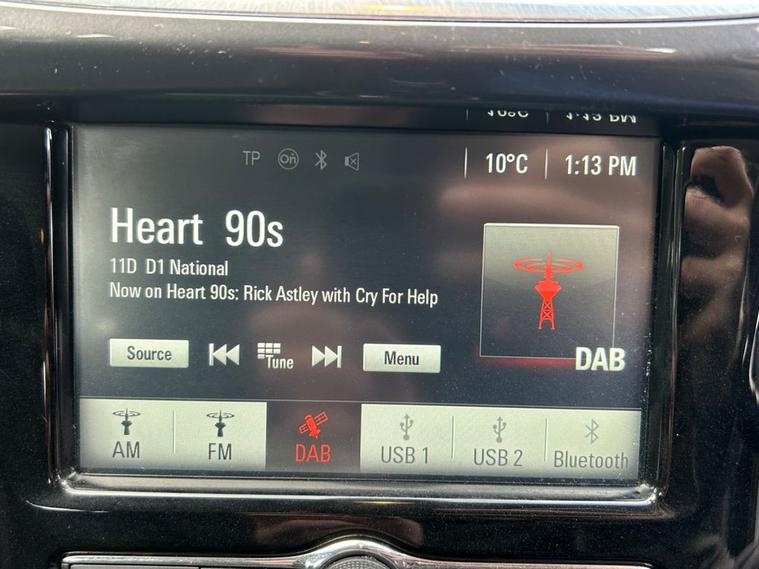 TP On 10°C 1:13 PM
Heart 90s
11D D1 National
Now on Heart 90s: Rick Astley with Cry For Help
DAB
Source Tune Menu
AM FM DAB USB 1 USB 2 Bluetooth